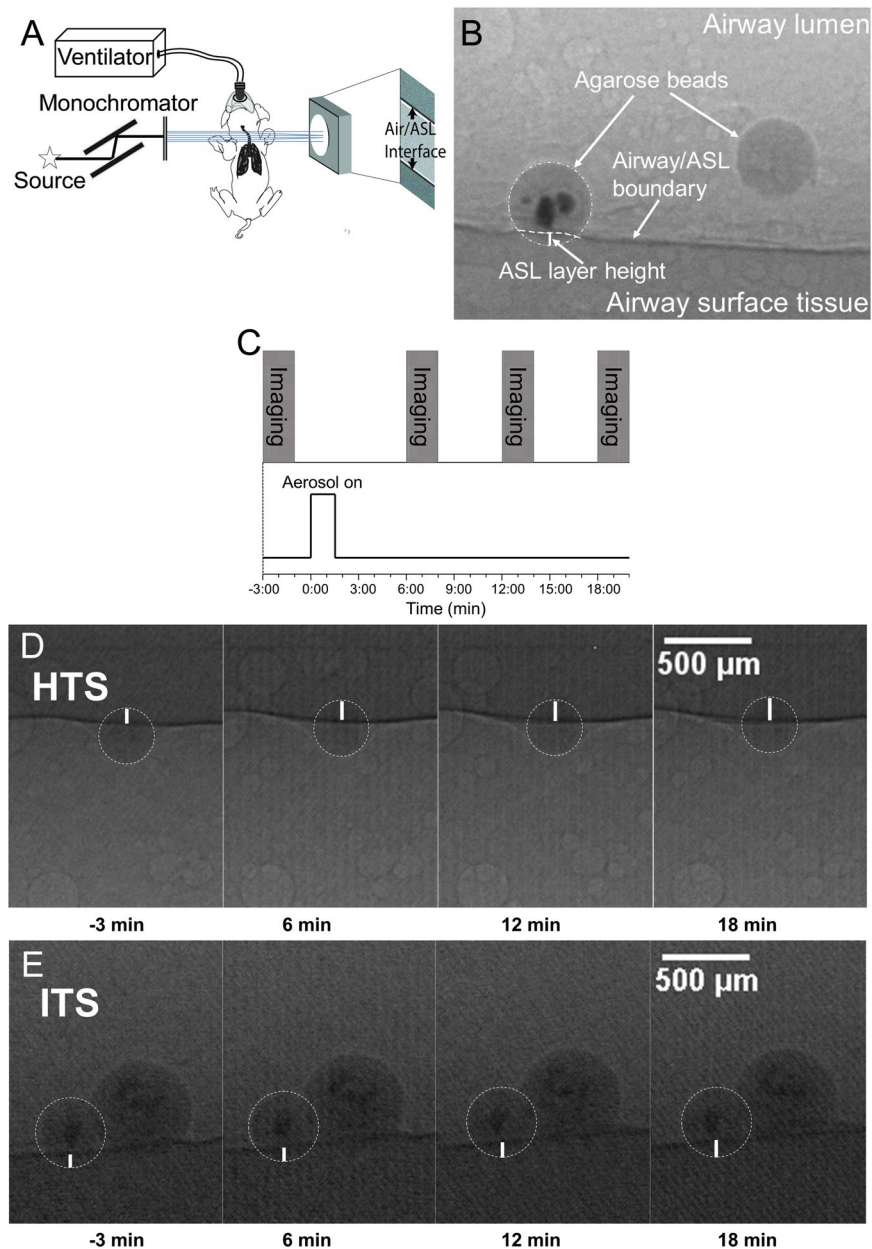 A
Ventilator
Monochromator
Source
Air/ASL
Interface
B
Airway lumen
Agarose beads
Airway/ASL
boundary
ASL layer height
Airway surface tissue
C
Imaging
Imaging
Imaging
Imaging
Aerosol on
-3:00 0:00 3:00 6:00 9:00 12:00 15:00 18:00
Time (min)
D
HTS
500 µm
-3 min 6 min 12 min 18 min
E
ITS
500 µm
-3 min 6 min 12 min 18 min